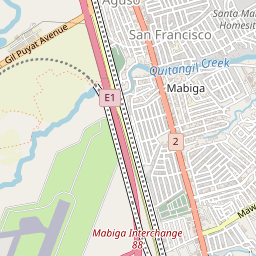 Aguso
San Francisco
Santa Ma
Homesit
Gil Puyat Avenue
Quitangil Creek
Mabiga
E1
2
Maw
Mabiga Interchange
88